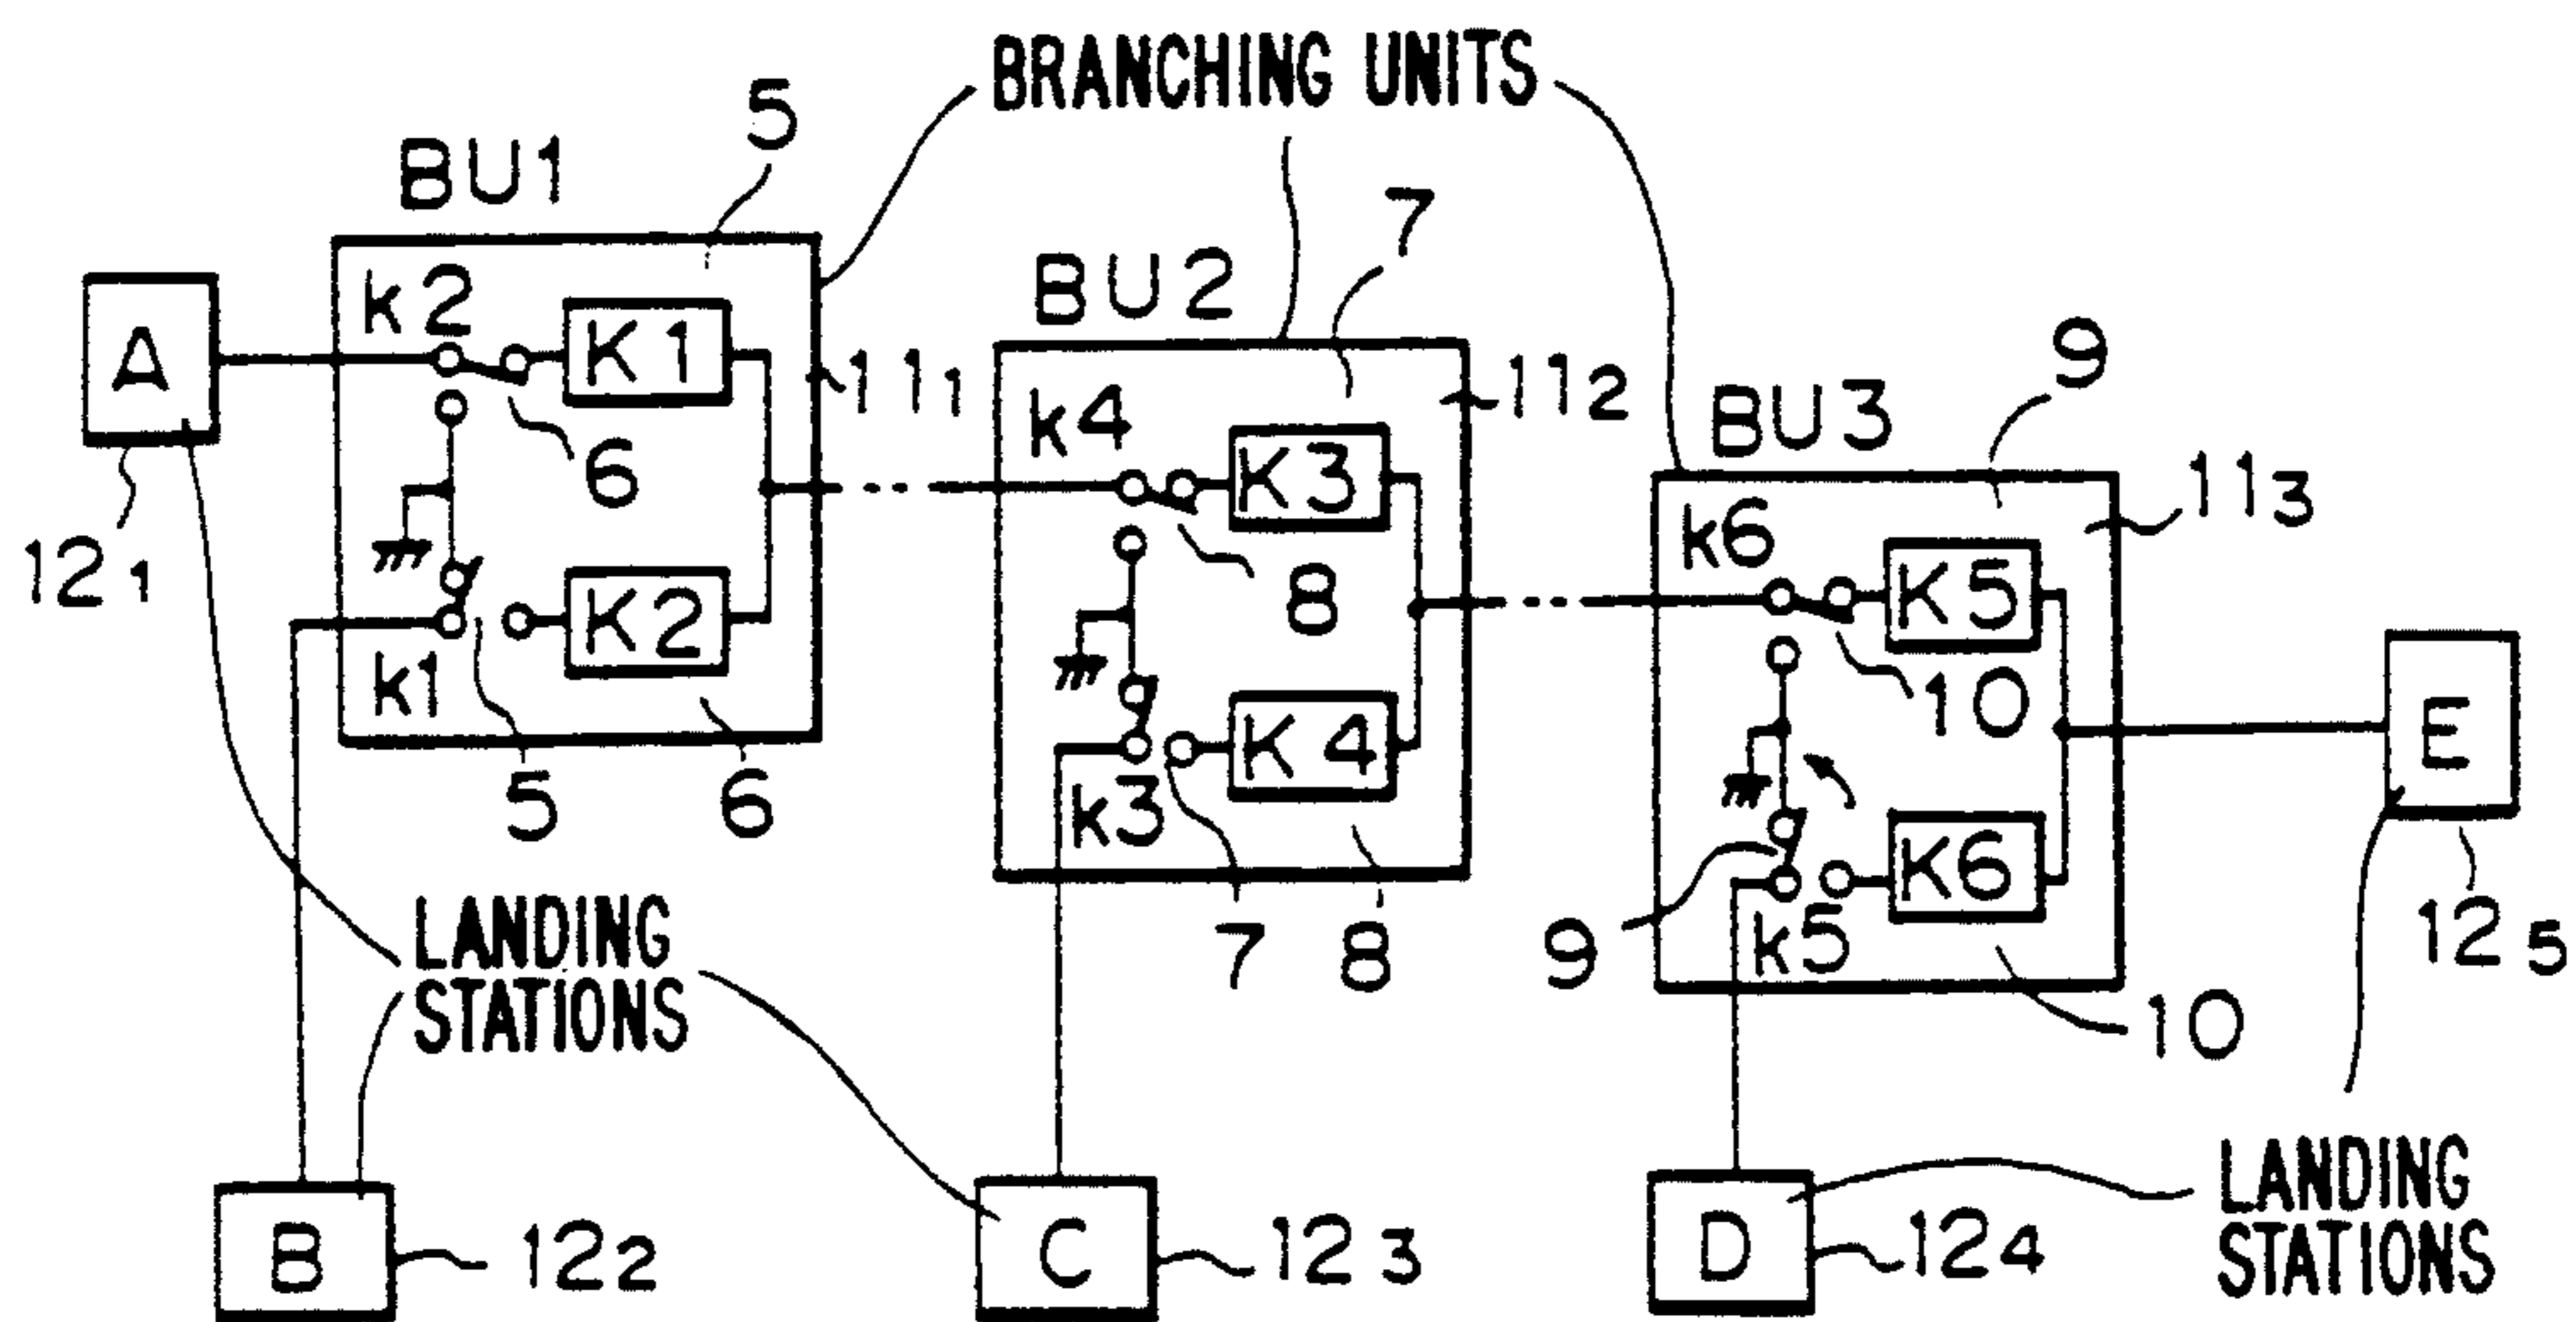 BRANCHING UNITS
5
BU1
7
BU2
9
k2
K1
A
11₁
k4
11₂
BU3
6
K3
11₃
k6
12₁
K5
8
K2
10
k1
E
K4
5
6
k3
K6
9
k5
12₅
LANDING
STATIONS
7
8
10
LANDING
STATIONS
B
12₂
C
12₃
D
12₄